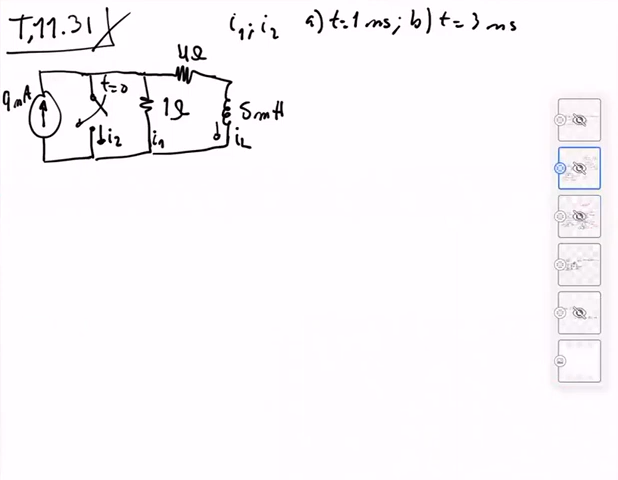 T,11.31 i₁; i₂ a) t=1 ms; b) t=3 ms
4Ω
9mA t=0 1Ω 5mH
i₂ i₁ iL